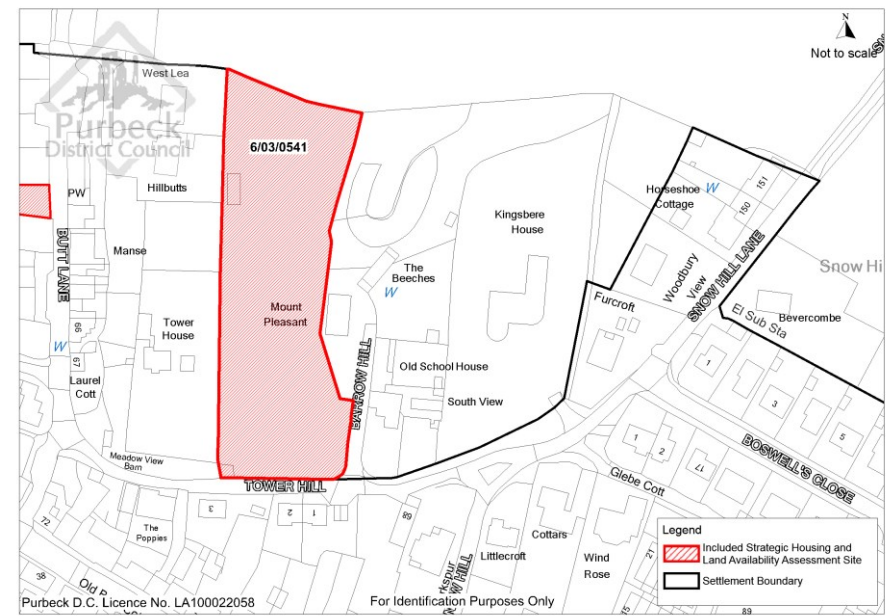 N
Not to scale
West Lea
Purbeck
District Council
6/03/0541
PW
Hillbutts
Horseshoe
Cottage
W
151
150
Kingsbere
House
BUTT LANE
Manse
The
Beeches
W
Woodbury
View
SNOW HILL LANE
Snow Hi
Mount
Pleasant
Furcroft
El Sub Sta
Bevercombe
Tower
House
66
W
67
Laurel
Cott
BARROW HILL
Old School House
South View
1
3
5
Meadow View
Barn
TOWER HILL
1
2
17
BOSWELL'S CLOSE
Glebe Cott
3
2
1
68
The
Poppies
72
Cottars
Littlecroft
Wind
Rose
21
38
Legend
Included Strategic Housing and
Land Availability Assessment Site
Settlement Boundary
Purbeck D.C. Licence No. LA100022058
For Identification Purposes Only
89